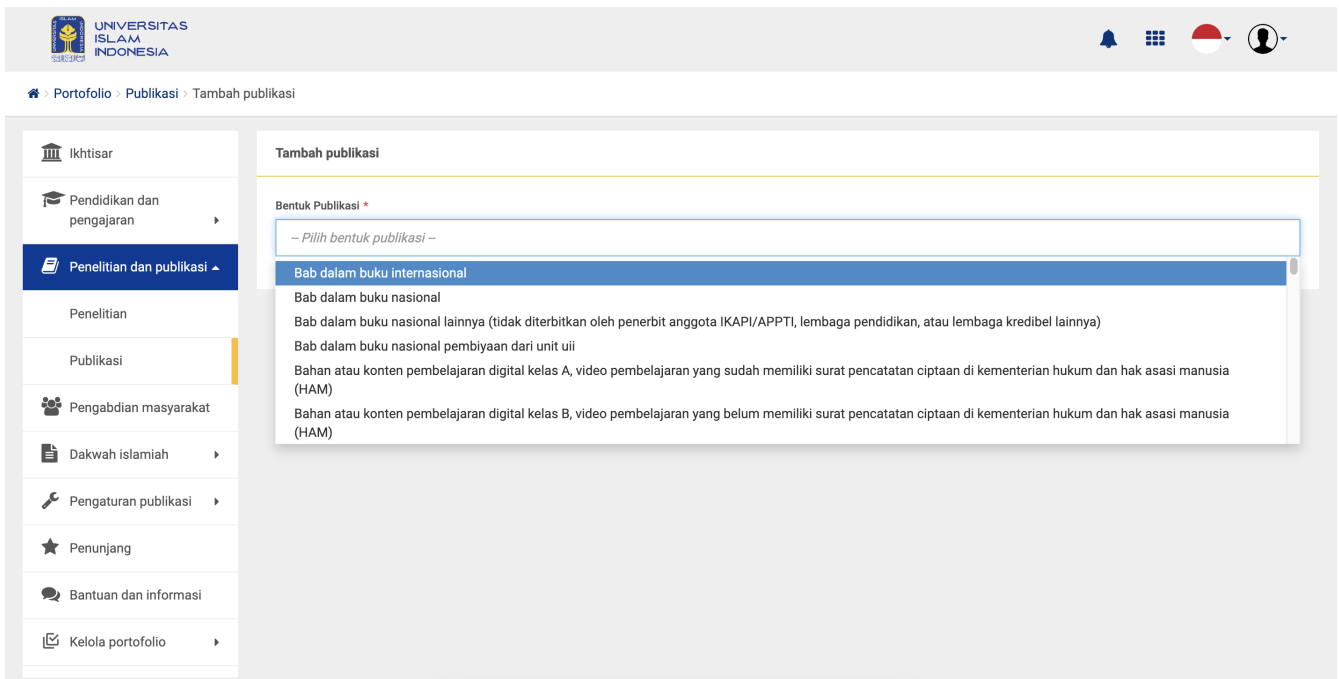 UNIVERSITAS
ISLAM
INDONESIA
Portofolio > Publikasi > Tambah publikasi
Ikhtisar
Pendidikan dan
pengajaran
Penelitian dan publikasi
Penelitian
Publikasi
Pengabdian masyarakat
Dakwah islamiah
Pengaturan publikasi
Penunjang
Bantuan dan informasi
Kelola portofolio
Tambah publikasi
Bentuk Publikasi *
-- Pilih bentuk publikasi --
Bab dalam buku internasional
Bab dalam buku nasional
Bab dalam buku nasional lainnya (tidak diterbitkan oleh penerbit anggota IKAPI/APPTI, lembaga pendidikan, atau lembaga kredibel lainnya)
Bab dalam buku nasional pembiyaan dari unit uii
Bahan atau konten pembelajaran digital kelas A, video pembelajaran yang sudah memiliki surat pencatatan ciptaan di kementerian hukum dan hak asasi manusia
(HAM)
Bahan atau konten pembelajaran digital kelas B, video pembelajaran yang belum memiliki surat pencatatan ciptaan di kementerian hukum dan hak asasi manusia
(HAM)